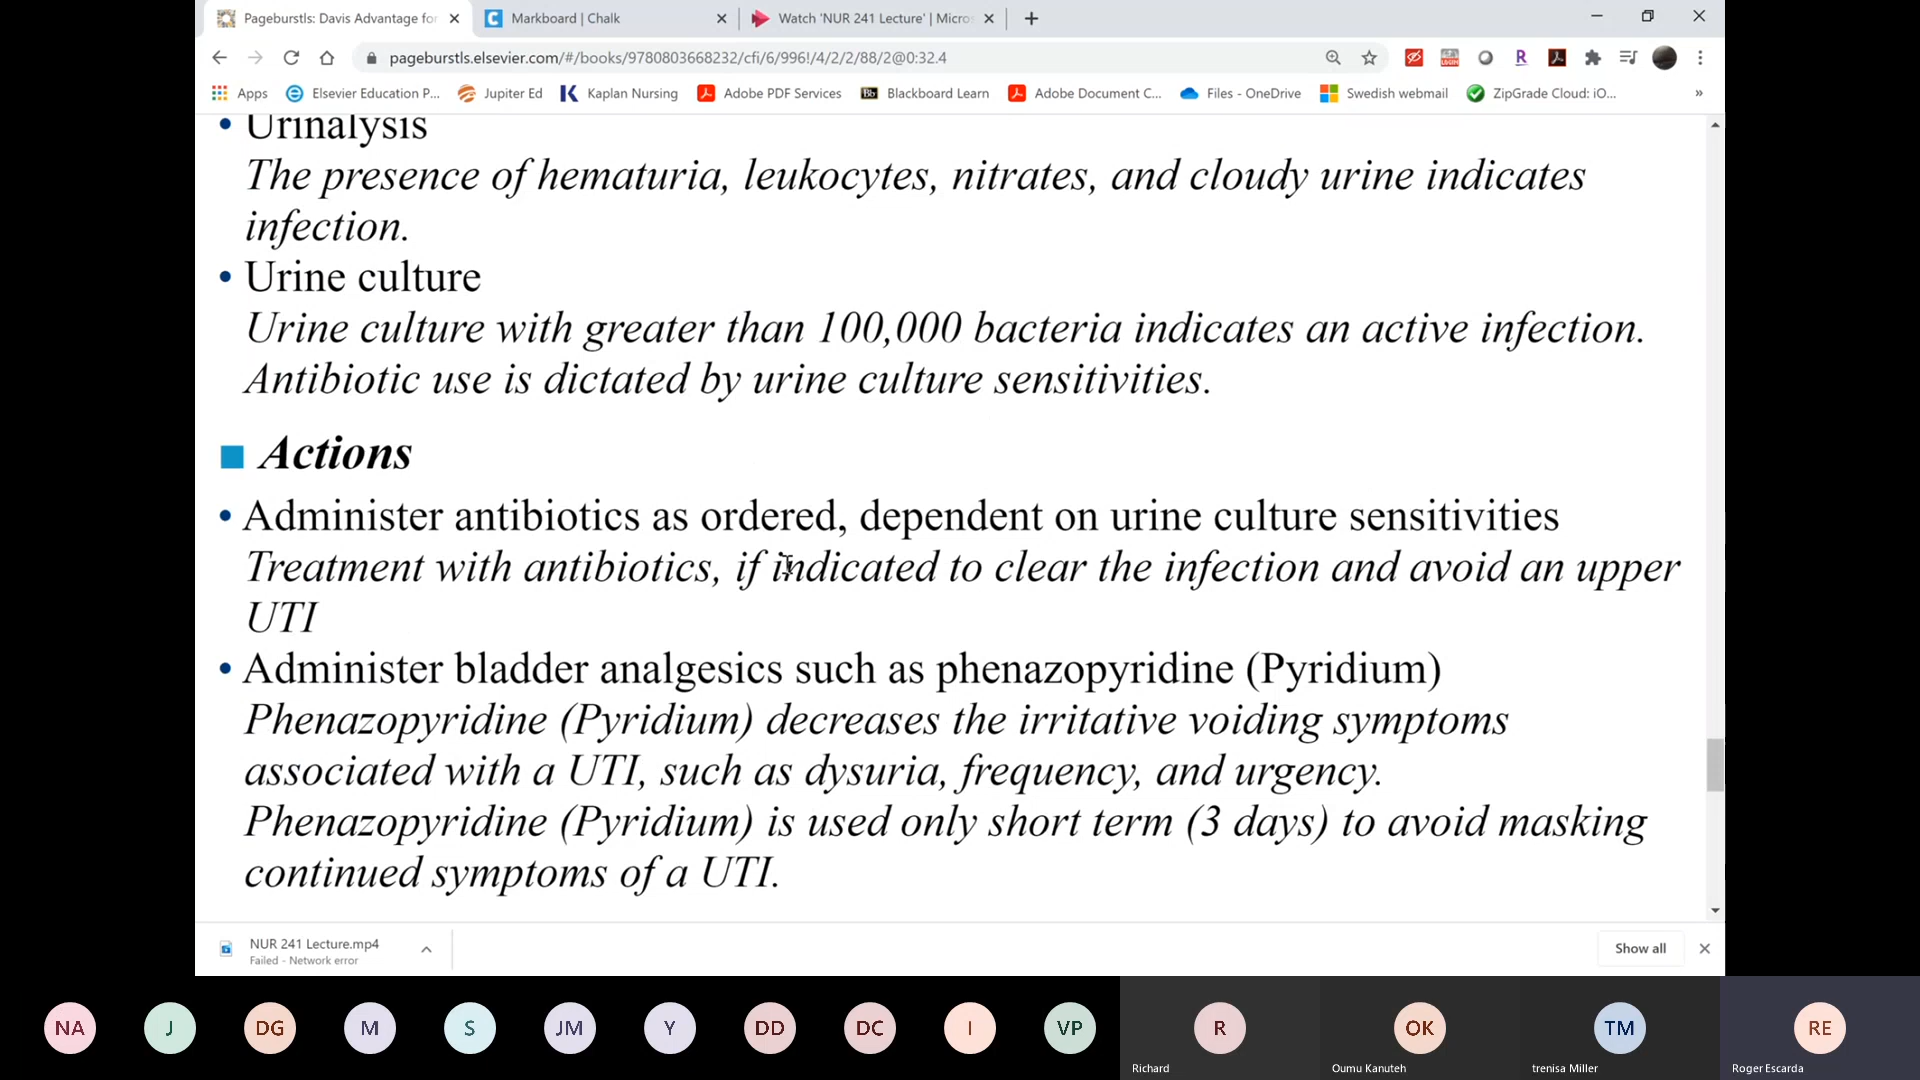 Pageburstls: Davis Advantage for
Markboard | Chalk
Watch 'NUR 241 Lecture' | Micros
pageburstls.elsevier.com/#/books/9780803668232/cfi/6/996!/4/2/2/88/2@0:32.4
Apps
Elsevier Education P...
Jupiter Ed
Kaplan Nursing
Adobe PDF Services
Bb
Blackboard Learn
Adobe Document C...
Files - OneDrive
Swedish webmail
ZipGrade Cloud: iO...
»
• Urinalysis
The presence of hematuria, leukocytes, nitrates, and cloudy urine indicates
infection.
• Urine culture
Urine culture with greater than 100,000 bacteria indicates an active infection.
Antibiotic use is dictated by urine culture sensitivities.
■ Actions
• Administer antibiotics as ordered, dependent on urine culture sensitivities
Treatment with antibiotics, if indicated to clear the infection and avoid an upper
UTI
• Administer bladder analgesics such as phenazopyridine (Pyridium)
Phenazopyridine (Pyridium) decreases the irritative voiding symptoms
associated with a UTI, such as dysuria, frequency, and urgency.
Phenazopyridine (Pyridium) is used only short term (3 days) to avoid masking
continued symptoms of a UTI.
NUR 241 Lecture.mp4
Failed - Network error
Show all
NA
J
DG
M
S
JM
Y
DD
DC
I
VP
R
OK
TM
RE
Richard
Oumu Kanuteh
trenisa Miller
Roger Escarda